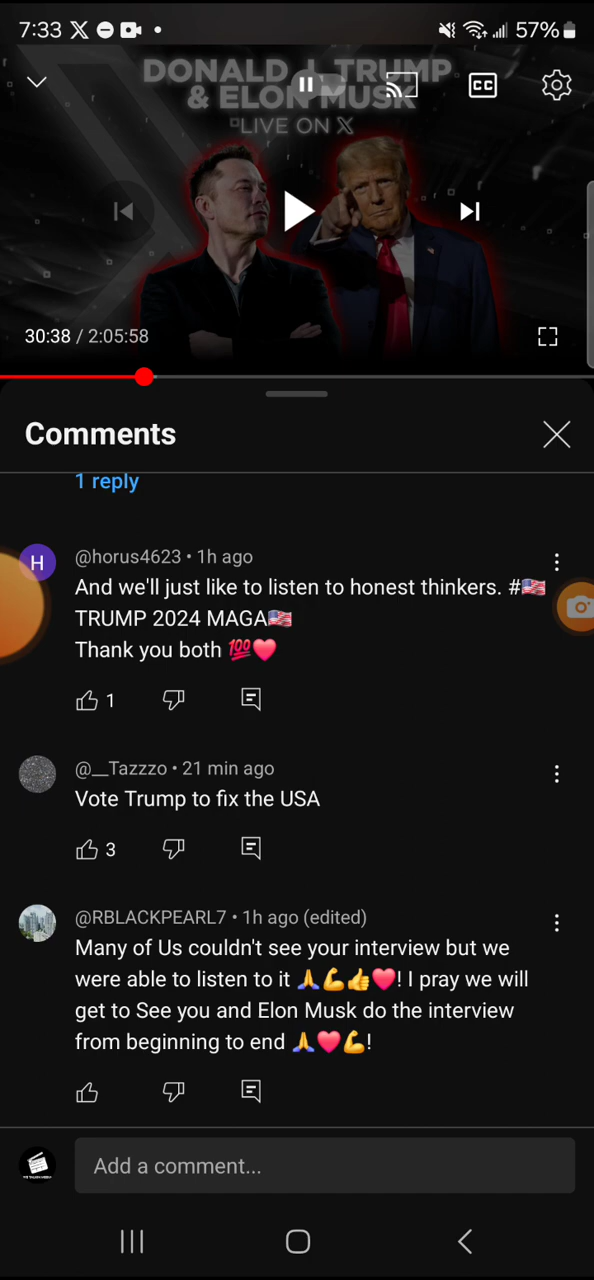 7:33
57%
DONALD J. TRUMP
& ELON MUSK
LIVE ON X
CC
30:38 / 2:05:58
Comments
1 reply
H
@horus4623 • 1h ago
And we'll just like to listen to honest thinkers. #🇺🇸
TRUMP 2024 MAGA🇺🇸
Thank you both 💯❤️
1
@__Tazzzo • 21 min ago
Vote Trump to fix the USA
3
@RBLACKPEARL7 • 1h ago (edited)
Many of Us couldn't see your interview but we
were able to listen to it 🙏💪👍❤️! I pray we will
get to See you and Elon Musk do the interview
from beginning to end 🙏❤️💪!
Add a comment...